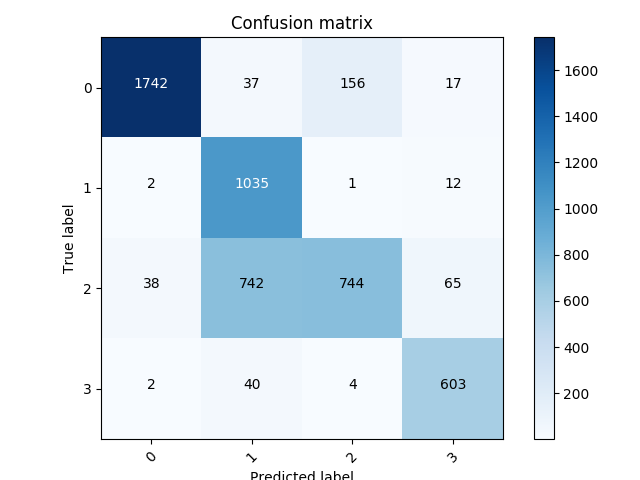 Confusion matrix
0 1742 37 156 17
1 2 1035 1 12
2 38 742 744 65
3 2 40 4 603
0 1 2 3
True label
Predicted label
1600
1400
1200
1000
800
600
400
200